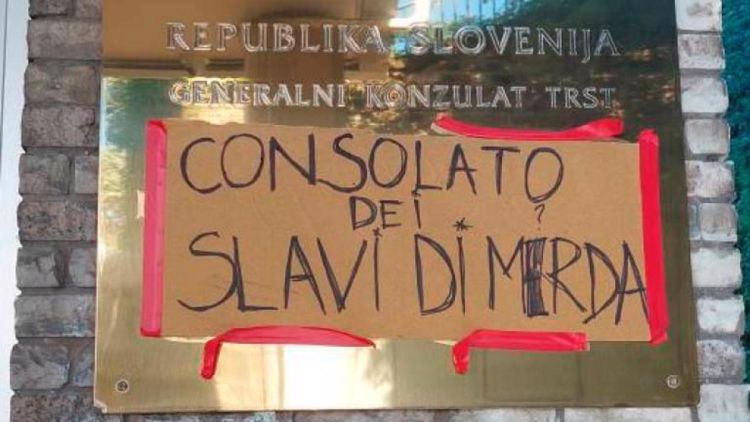 REPUBLIKA SLOVENIJA
GENERALNI KONZULAT TRST
CONSOLATO
DEI ?
SLAVI DI MERDA